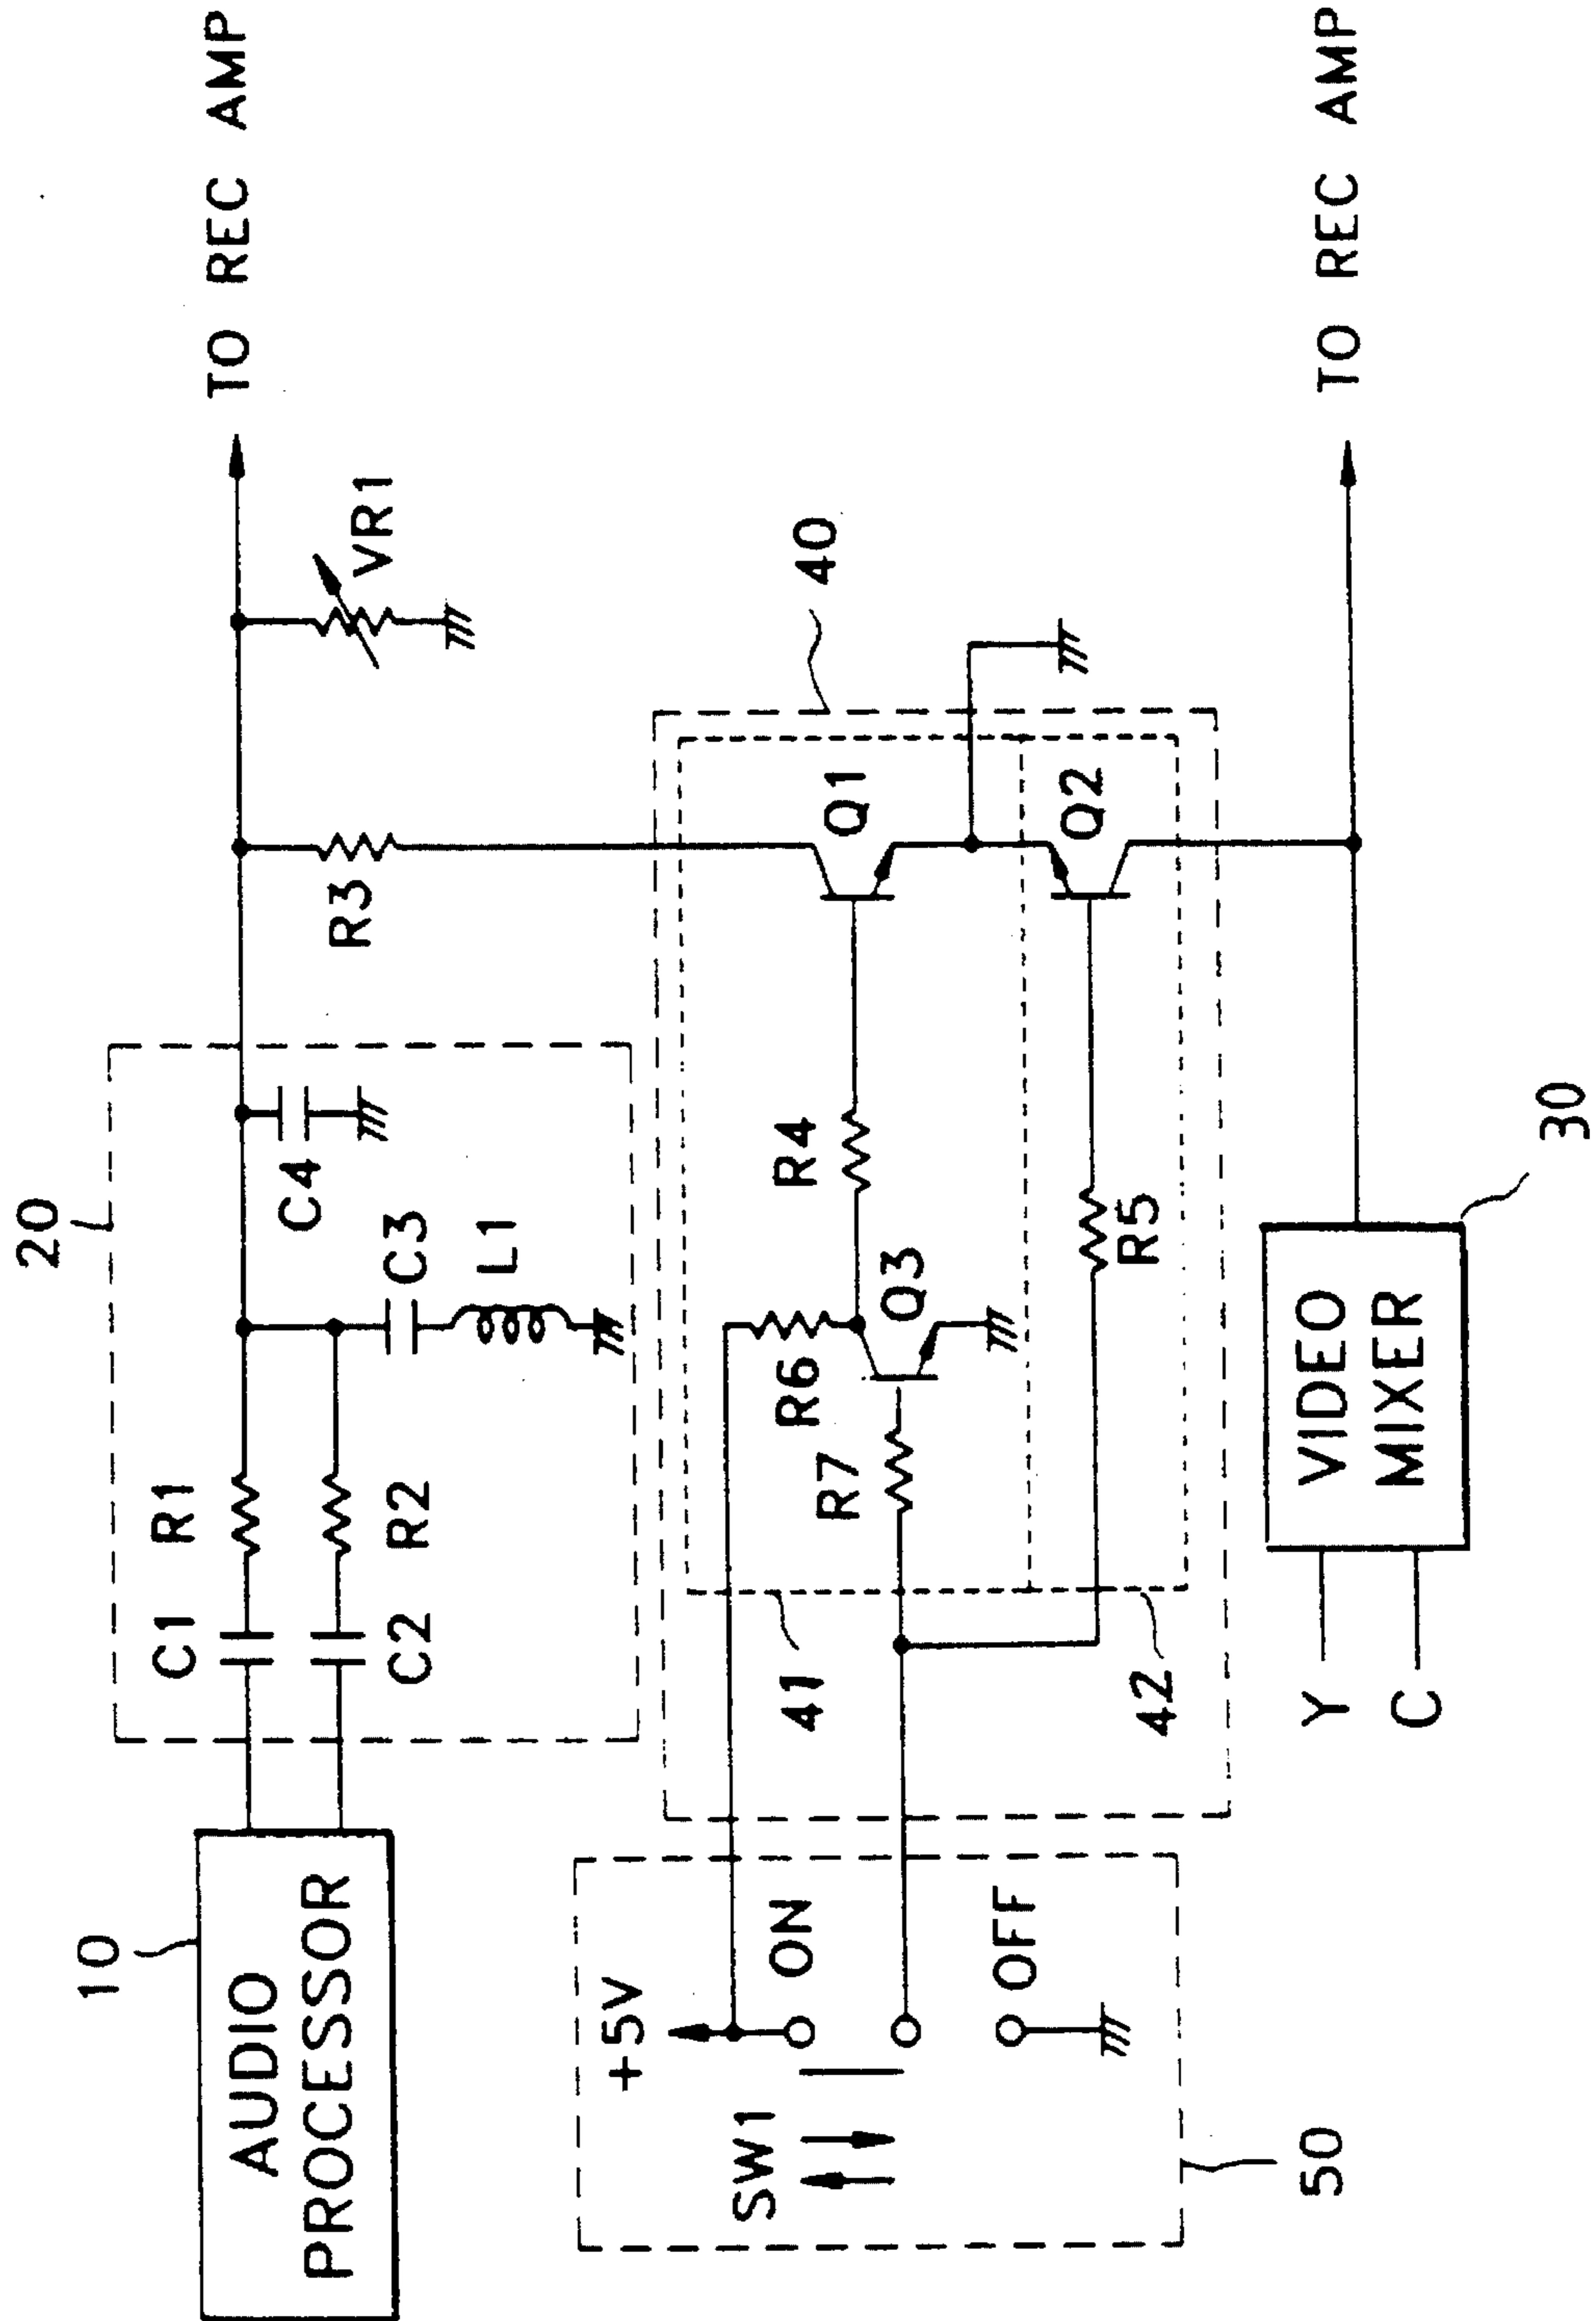 10
AUDIO
PROCESSOR
20
C1
R1
C2
R2
C3
L1
C4
R3
VR1
TO REC AMP
50
SW1
+5V
ON
OFF
40
41
42
R6
R7
Q3
R4
R5
Q1
Q2
Y
C
VIDEO
MIXER
30
TO REC AMP